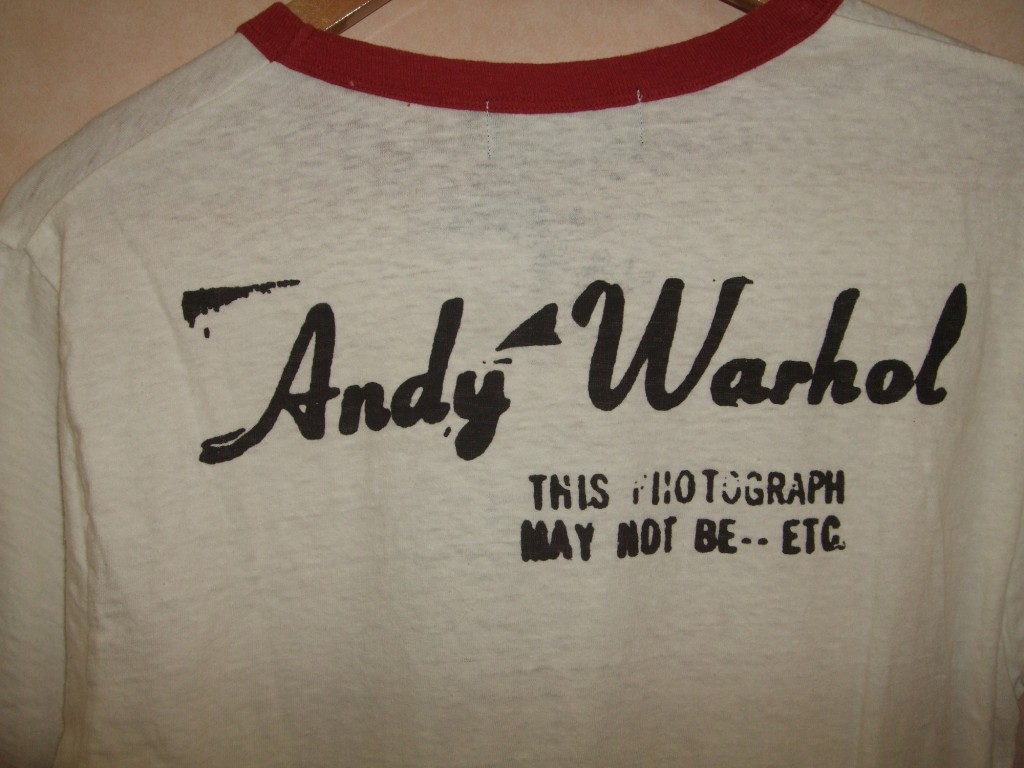 Andy Warhol
THIS PHOTOGRAPH
MAY NOT BE-- ETC.